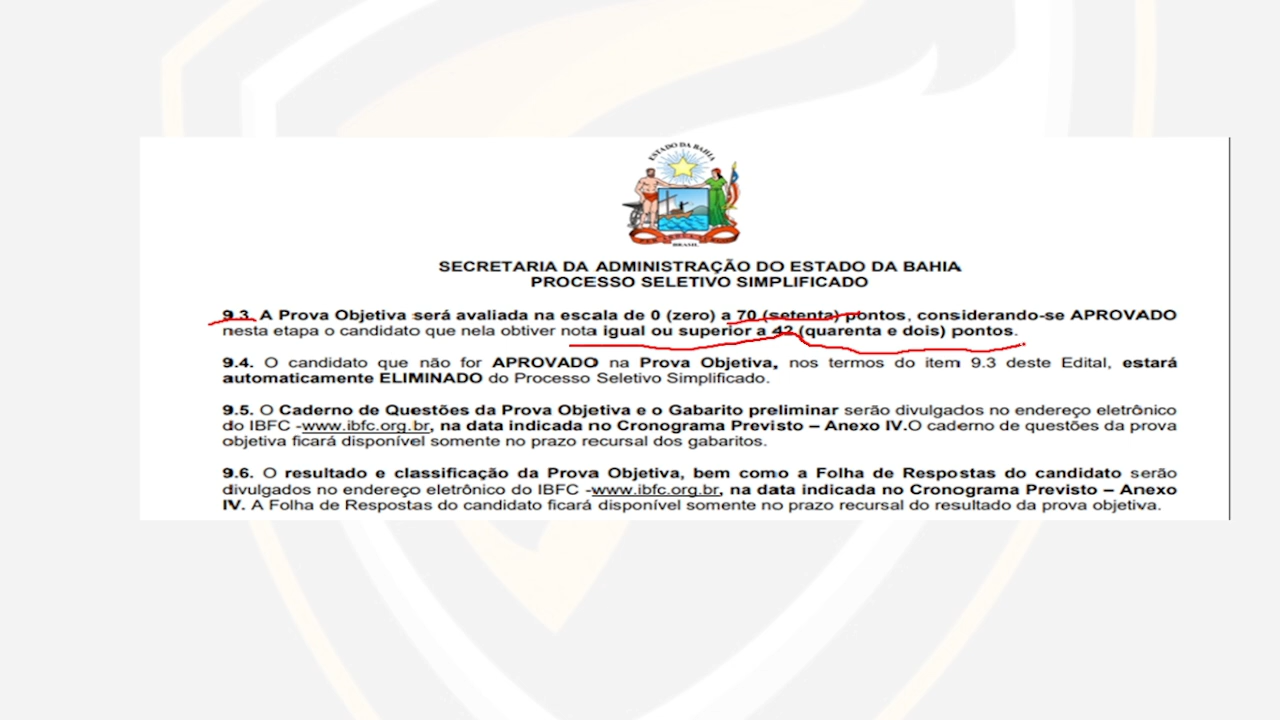 ESTADO DA BAHIA
BRASIL
SECRETARIA DA ADMINISTRAÇÃO DO ESTADO DA BAHIA
PROCESSO SELETIVO SIMPLIFICADO
9.3. A Prova Objetiva será avaliada na escala de 0 (zero) a 70 (setenta) pontos, considerando-se APROVADO
nesta etapa o candidato que nela obtiver nota igual ou superior a 42 (quarenta e dois) pontos.
9.4. O candidato que não for APROVADO na Prova Objetiva, nos termos do item 9.3 deste Edital, estará
automaticamente ELIMINADO do Processo Seletivo Simplificado.
9.5. O Caderno de Questões da Prova Objetiva e o Gabarito preliminar serão divulgados no endereço eletrônico
do IBFC -www.ibfc.org.br, na data indicada no Cronograma Previsto – Anexo IV.O caderno de questões da prova
objetiva ficará disponível somente no prazo recursal dos gabaritos.
9.6. O resultado e classificação da Prova Objetiva, bem como a Folha de Respostas do candidato serão
divulgados no endereço eletrônico do IBFC -www.ibfc.org.br, na data indicada no Cronograma Previsto – Anexo
IV. A Folha de Respostas do candidato ficará disponível somente no prazo recursal do resultado da prova objetiva.